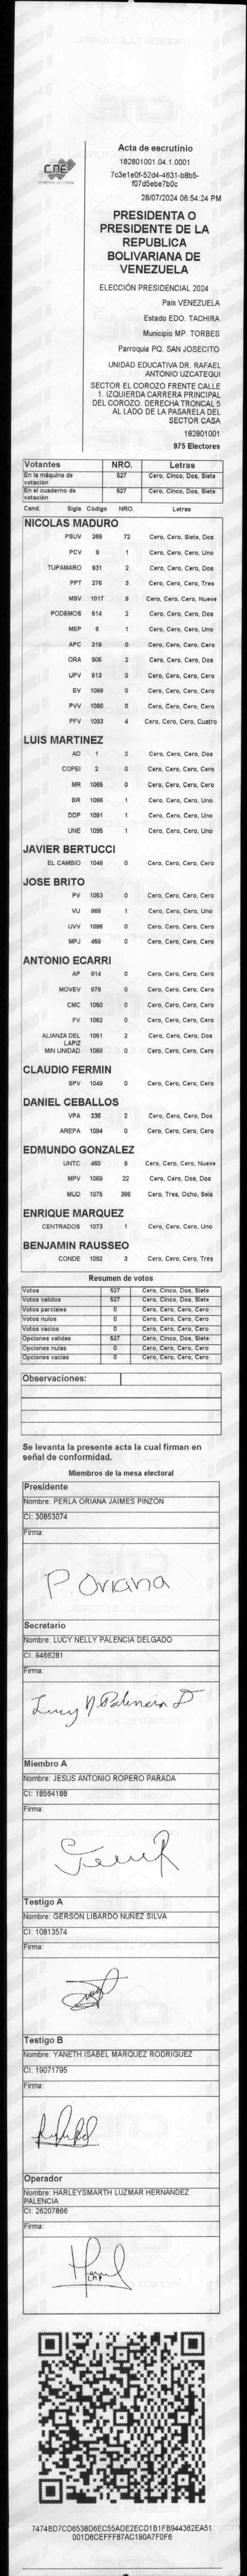 CNE
Acta de escrutinio
182801001.04.1.0001
7c3e1e0f-52d4-4631-b8b5-
f07d5ebe7b0c
28/07/2024 06:54:24 PM
PRESIDENTA O
PRESIDENTE DE LA
REPUBLICA
BOLIVARIANA DE
VENEZUELA
ELECCIÓN PRESIDENCIAL 2024
Pais VENEZUELA
Estado EDO. TACHIRA
Municipio MP. TORBES
Parroquia PQ. SAN JOSECITO
UNIDAD EDUCATIVA DR. RAFAEL
ANTONIO UZCATEGUI
SECTOR EL COROZO FRENTE CALLE
1. IZQUIERDA CARRERA PRINCIPAL
DEL COROZO. DERECHA TRONCAL 5
AL LADO DE LA PASARELA DEL
SECTOR CASA
182801001
975 Electores
Votantes NRO. Letras
En la máquina de votación 527 Cero, Cinco, Dos, Siete
En el cuaderno de votación 527 Cero, Cinco, Dos, Siete
Cand. Sigla Código NRO. Letras
NICOLAS MADURO
PSUV 269 72 Cero, Cero, Siete, Dos
PCV 9 1 Cero, Cero, Cero, Uno
TUPAMARO 931 2 Cero, Cero, Cero, Dos
PPT 276 3 Cero, Cero, Cero, Tres
MSV 1017 9 Cero, Cero, Cero, Nueve
PODEMOS 514 2 Cero, Cero, Cero, Dos
MEP 6 1 Cero, Cero, Cero, Uno
APC 219 0 Cero, Cero, Cero, Cero
ORA 906 2 Cero, Cero, Cero, Dos
UPV 513 0 Cero, Cero, Cero, Cero
EV 1089 0 Cero, Cero, Cero, Cero
PVV 1090 0 Cero, Cero, Cero, Cero
PFV 1093 4 Cero, Cero, Cero, Cuatro
LUIS MARTINEZ
AD 1 2 Cero, Cero, Cero, Dos
COPEI 2 0 Cero, Cero, Cero, Cero
MR 1065 0 Cero, Cero, Cero, Cero
BR 1066 1 Cero, Cero, Cero, Uno
DDP 1091 1 Cero, Cero, Cero, Uno
UNE 1095 1 Cero, Cero, Cero, Uno
JAVIER BERTUCCI
EL CAMBIO 1048 0 Cero, Cero, Cero, Cero
JOSE BRITO
PV 1053 0 Cero, Cero, Cero, Cero
VU 868 1 Cero, Cero, Cero, Uno
UVV 1096 0 Cero, Cero, Cero, Cero
MPJ 458 0 Cero, Cero, Cero, Cero
ANTONIO ECARRI
AP 814 0 Cero, Cero, Cero, Cero
MOVEV 979 0 Cero, Cero, Cero, Cero
CMC 1050 0 Cero, Cero, Cero, Cero
FV 1062 0 Cero, Cero, Cero, Cero
ALIANZA DEL LAPIZ 1051 2 Cero, Cero, Cero, Dos
MIN UNIDAD 1068 0 Cero, Cero, Cero, Cero
CLAUDIO FERMIN
SPV 1049 0 Cero, Cero, Cero, Cero
DANIEL CEBALLOS
VPA 236 2 Cero, Cero, Cero, Dos
AREPA 1094 0 Cero, Cero, Cero, Cero
EDMUNDO GONZALEZ
UNTC 460 9 Cero, Cero, Cero, Nueve
MPV 1069 22 Cero, Cero, Dos, Dos
MUD 1075 386 Cero, Tres, Ocho, Seis
ENRIQUE MARQUEZ
CENTRADOS 1073 1 Cero, Cero, Cero, Uno
BENJAMIN RAUSSEO
CONDE 1092 3 Cero, Cero, Cero, Tres
Resumen de votos
Votos 527 Cero, Cinco, Dos, Siete
Votos validos 527 Cero, Cinco, Dos, Siete
Votos parciales 0 Cero, Cero, Cero, Cero
Votos nulos 0 Cero, Cero, Cero, Cero
Votos vacios 0 Cero, Cero, Cero, Cero
Opciones validas 527 Cero, Cinco, Dos, Siete
Opciones nulas 0 Cero, Cero, Cero, Cero
Opciones vacias 0 Cero, Cero, Cero, Cero
Observaciones:
Se levanta la presente acta la cual firman en
señal de conformidad.
Miembros de la mesa electoral
Presidente
Nombre: PERLA ORIANA JAIMES PINZON
CI: 30853074
Firma:
P. Oriana
Secretario
Nombre: LUCY NELLY PALENCIA DELGADO
CI: 9466281
Firma:
Lucy N Palencia D
Miembro A
Nombre: JESUS ANTONIO ROPERO PARADA
CI: 18564188
Firma:
Testigo A
Nombre: GERSON LIBARDO NUNEZ SILVA
CI: 10813574
Firma:
Testigo B
Nombre: YANETH ISABEL MARQUEZ RODRIGUEZ
CI: 19071795
Firma:
Operador
Nombre: HARLEYSMARTH LUZMAR HERNANDEZ
PALENCIA
CI: 26207866
Firma:
7474BD7CD6538D6EC55ADE2ECD1B1FB944362EA51
001D6CEFFF87AC190A7F0F6